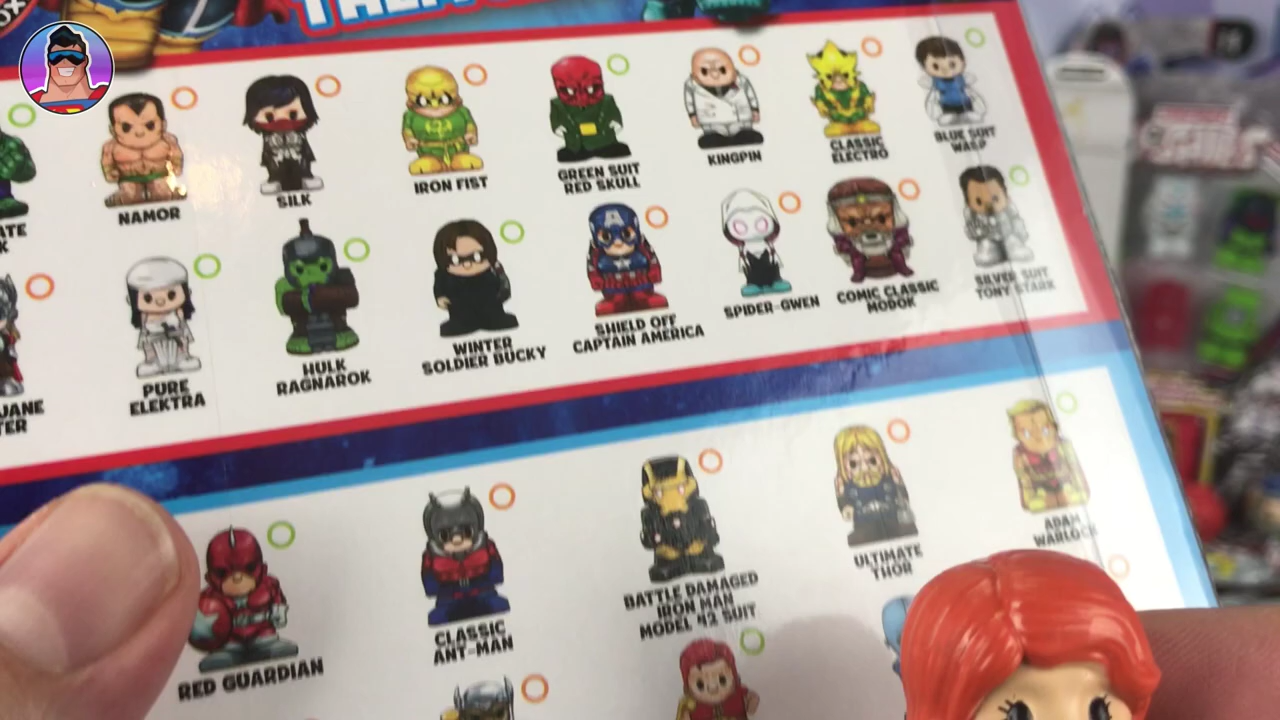 NAMOR
SILK
IRON FIST
GREEN SUIT
RED SKULL
KINGPIN
CLASSIC
ELECTRO
BLUE SUIT
WASP
PURE
ELEKTRA
HULK
RAGNAROK
WINTER
SOLDIER BUCKY
SHIELD OFF
CAPTAIN AMERICA
SPIDER-GWEN
COMIC CLASSIC
MODOK
SILVER SUIT
TONY STARK
JANE
RED GUARDIAN
CLASSIC
ANT-MAN
BATTLE DAMAGED
IRON MAN
MODEL 42 SUIT
ULTIMATE
THOR
ADAM
WARLOCK